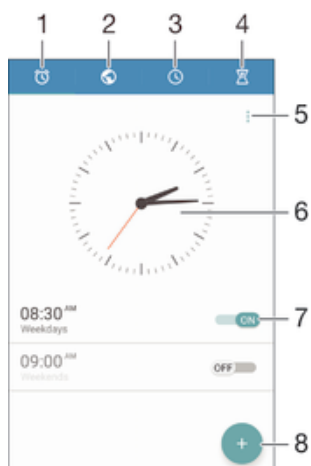 1 2 3 4
5
6
08:30 AM
Weekdays
ON
7
09:00 AM
Weekends
OFF
8